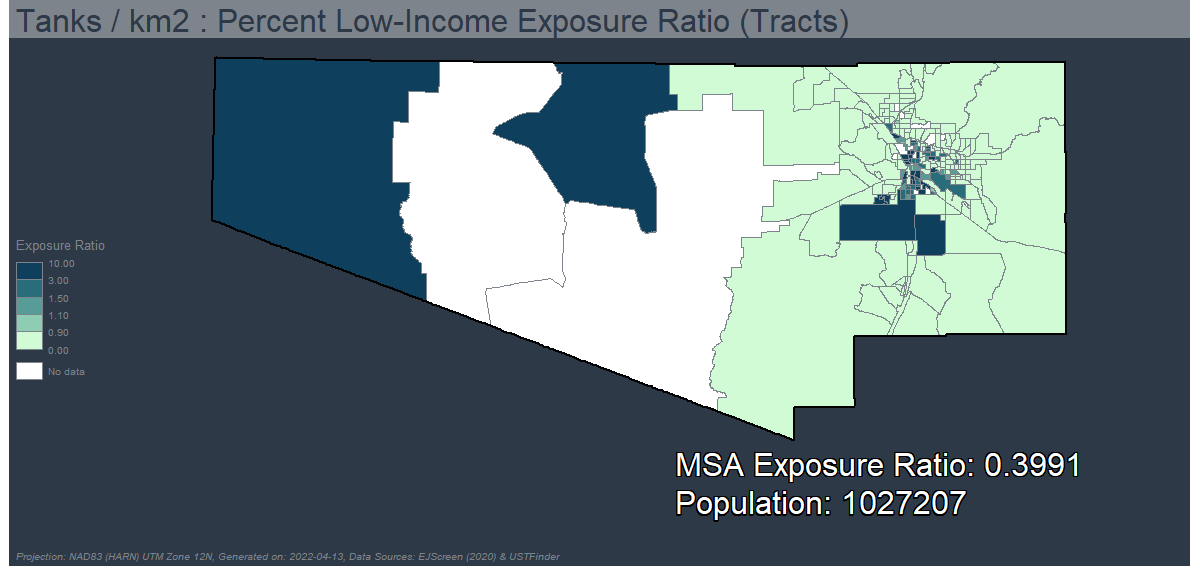 Tanks / km2 : Percent Low-Income Exposure Ratio (Tracts)
Exposure Ratio
10.00
3.00
1.50
1.10
0.90
0.00
No data
MSA Exposure Ratio: 0.3991
Population: 1027207
Projection: NAD83 (HARN) UTM Zone 12N, Generated on: 2022-04-13, Data Sources: EJScreen (2020) & USTFinder